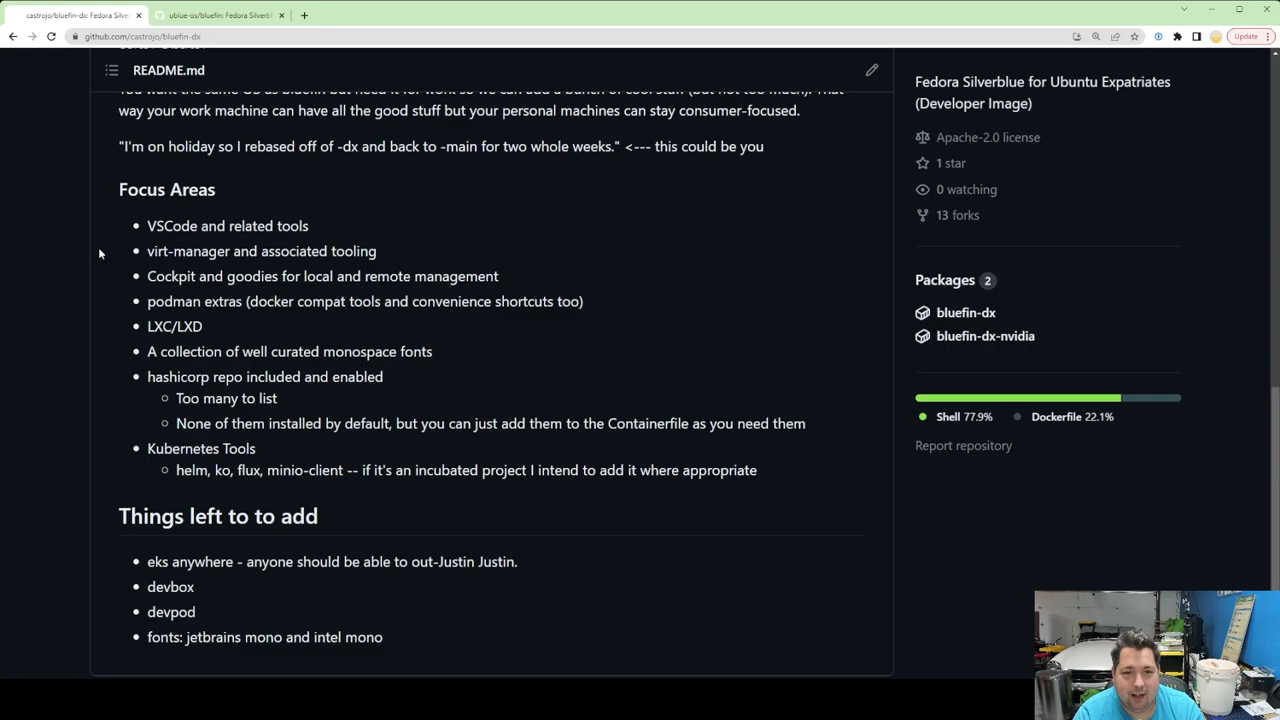 castrojo/bluefin-dx: Fedora Silve
ublue-os/bluefin: Fedora Silverbl
github.com/castrojo/bluefin-dx
Update
README.md
way your work machine can have all the good stuff but your personal machines can stay consumer-focused.
"I'm on holiday so I rebased off of -dx and back to -main for two whole weeks." <--- this could be you
Focus Areas
VSCode and related tools
virt-manager and associated tooling
Cockpit and goodies for local and remote management
podman extras (docker compat tools and convenience shortcuts too)
LXC/LXD
A collection of well curated monospace fonts
hashicorp repo included and enabled
Too many to list
None of them installed by default, but you can just add them to the Containerfile as you need them
Kubernetes Tools
helm, ko, flux, minio-client -- if it's an incubated project I intend to add it where appropriate
Things left to to add
eks anywhere - anyone should be able to out-Justin Justin.
devbox
devpod
fonts: jetbrains mono and intel mono
Fedora Silverblue for Ubuntu Expatriates
(Developer Image)
Apache-2.0 license
1 star
0 watching
13 forks
Packages 2
bluefin-dx
bluefin-dx-nvidia
Shell 77.9%
Dockerfile 22.1%
Report repository